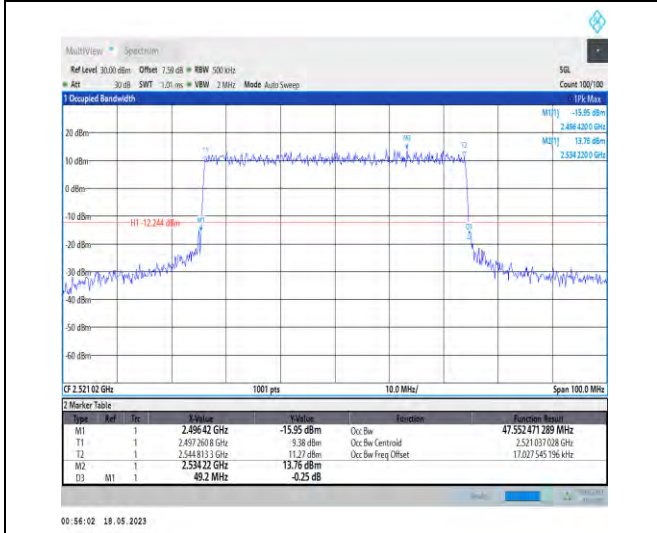 MultiView Spectrum
Ref Level 30.00 dBm Offset 7.59 dB RBW 500 kHz SGL
Att 30 dB SWT 1.01 ms VBW 2 MHz Mode Auto Sweep Count 100/100
1 Occupied Bandwidth 1Pk Max
M1[1] -15.95 dBm
2.496 420 0 GHz
M2[1] 13.76 dBm
2.534 220 0 GHz
20 dBm
M2
T1 T2
10 dBm
0 dBm
-10 dBm
H1 -12.244 dBm
M1
D3
-20 dBm
-30 dBm
-40 dBm
-50 dBm
-60 dBm
CF 2.521 02 GHz 1001 pts 10.0 MHz/ Span 100.0 MHz
2 Marker Table
Type Ref Trc X-Value Y-Value Function Function Result
M1 1 2.496 42 GHz -15.95 dBm Occ Bw 47.552 471 289 MHz
T1 1 2.497 260 8 GHz 9.38 dBm Occ Bw Centroid 2.521 037 028 GHz
T2 1 2.544 813 3 GHz 11.27 dBm Occ Bw Freq Offset 17.027 545 196 kHz
M2 1 2.534 22 GHz 13.76 dBm
D3 M1 1 49.2 MHz -0.25 dB
00:56:02 18.05.2023